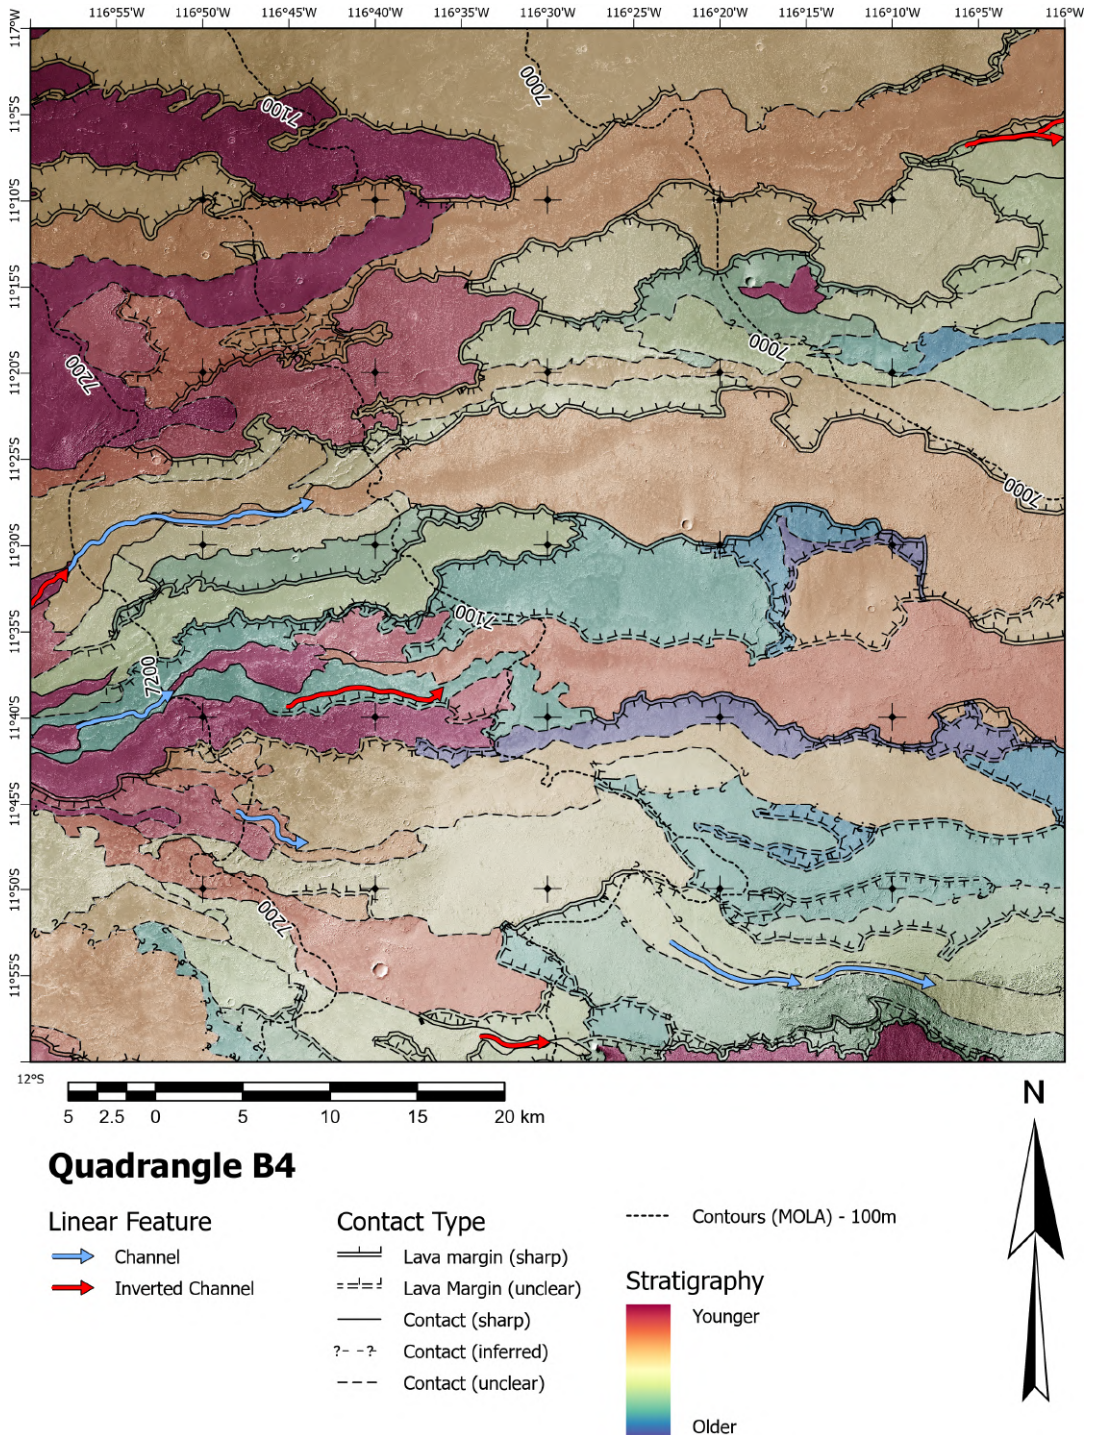 117°W 116°55'W 116°50'W 116°45'W 116°40'W 116°35'W 116°30'W 116°25'W 116°20'W 116°15'W 116°10'W 116°05'W 116°W
11°5'S
11°10'S
11°15'S
11°20'S
11°25'S
11°30'S
11°35'S
11°40'S
11°45'S
11°50'S
11°55'S
12°S
7100
7000
7200
7000
7000
7100
7200
7200
5 2.5 0 5 10 15 20 km
N
Quadrangle B4
Linear Feature
Channel
Inverted Channel
Contact Type
Lava margin (sharp)
Lava Margin (unclear)
Contact (sharp)
?- -?- Contact (inferred)
Contact (unclear)
Contours (MOLA) - 100m
Stratigraphy
Younger
Older